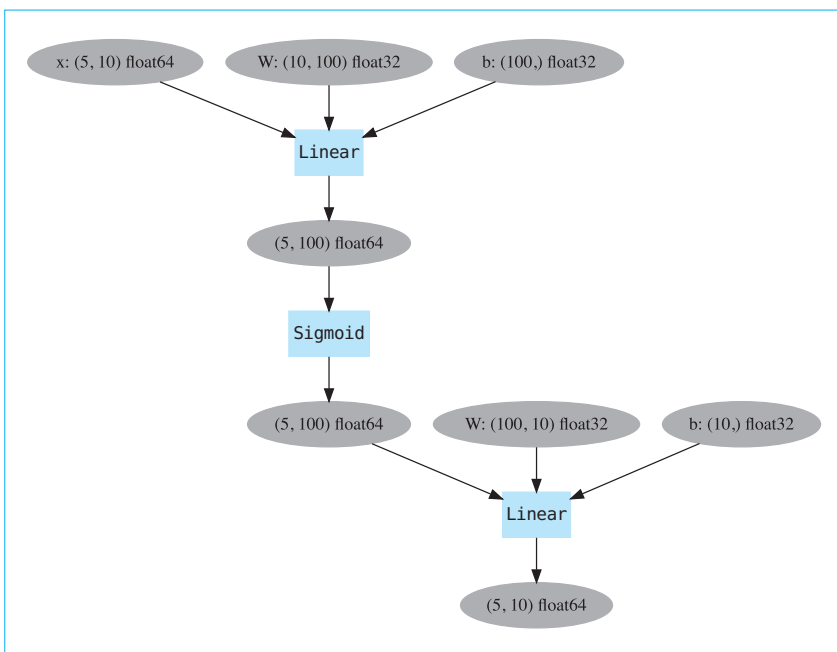 x: (5, 10) float64
W: (10, 100) float32
b: (100,) float32
Linear
(5, 100) float64
Sigmoid
(5, 100) float64
W: (100, 10) float32
b: (10,) float32
Linear
(5, 10) float64